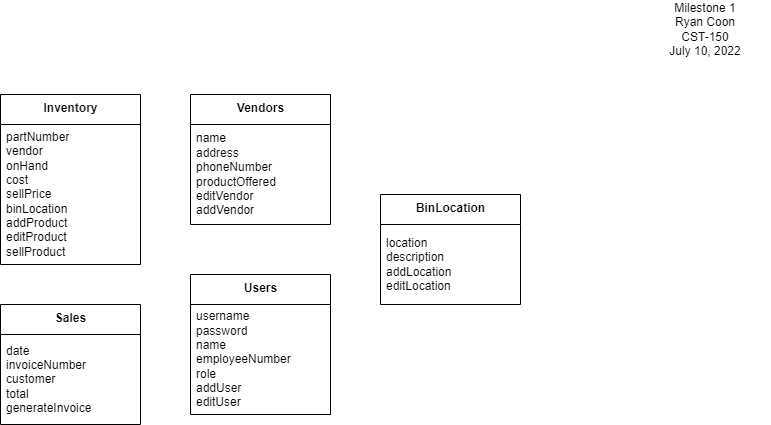 Milestone 1
Ryan Coon
CST-150
July 10, 2022
Inventory
partNumber
vendor
onHand
cost
sellPrice
binLocation
addProduct
editProduct
sellProduct
Vendors
name
address
phoneNumber
productOffered
editVendor
addVendor
BinLocation
location
description
addLocation
editLocation
Sales
date
invoiceNumber
customer
total
generateInvoice
Users
username
password
name
employeeNumber
role
addUser
editUser